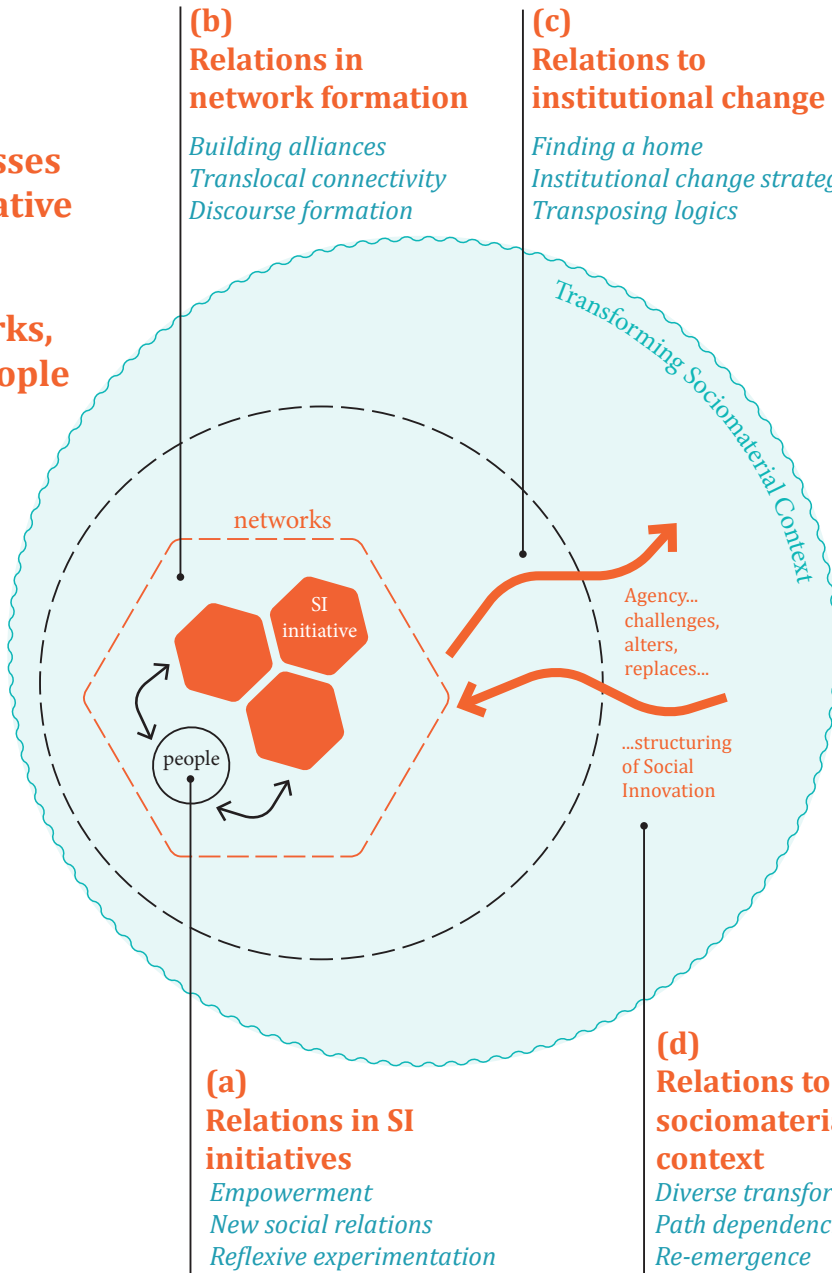 (b)
Relations in
network formation
Building alliances
Translocal connectivity
Discourse formation
(c)
Relations to
institutional change
Finding a home
Institutional change strateg
Transposing logics
sses
ative
rks,
ople
Transforming Sociomaterial Context
networks
SI
initiative
people
Agency...
challenges,
alters,
replaces...
...structuring
of Social
Innovation
(a)
Relations in SI
initiatives
Empowerment
New social relations
Reflexive experimentation
(d)
Relations to
sociomateria
context
Diverse transfor
Path dependenc
Re-emergence